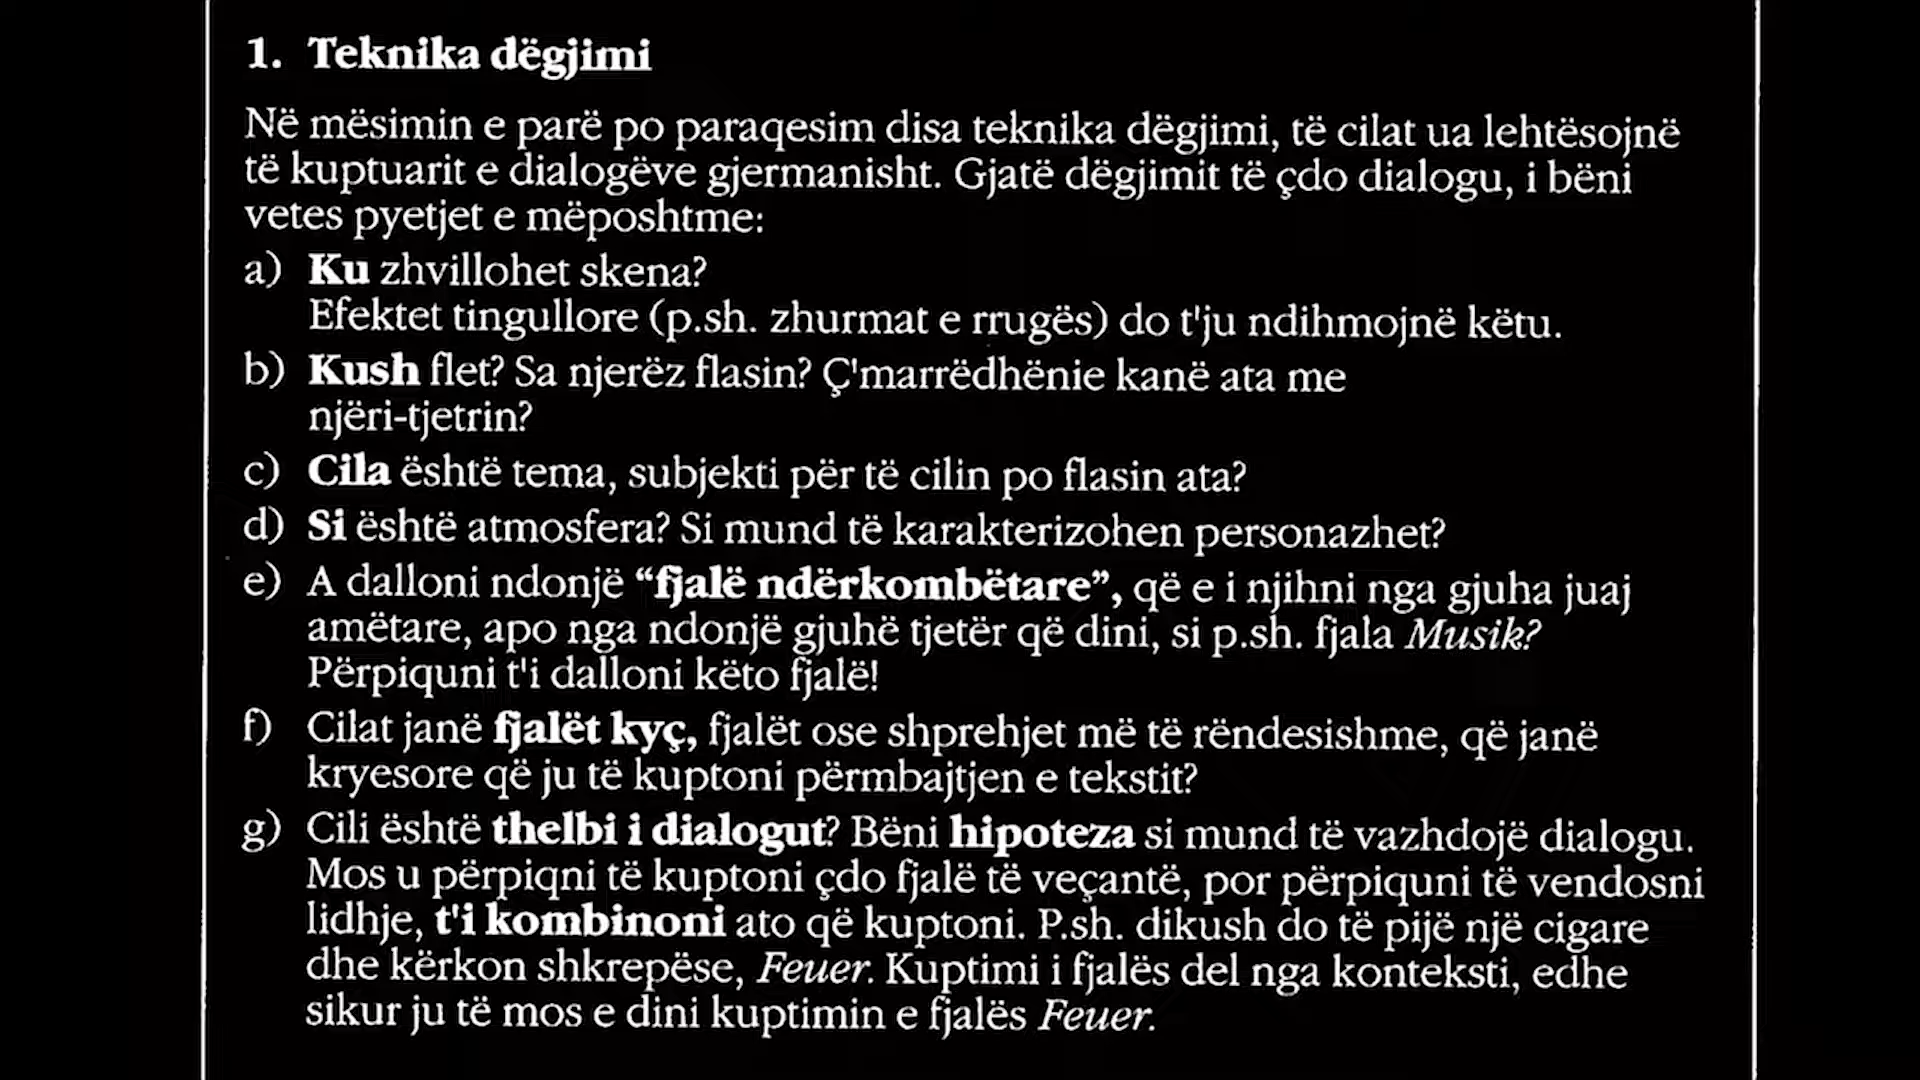 1. Teknika dëgjimi
Në mësimin e parë po paraqesim disa teknika dëgjimi, të cilat ua lehtësojnë
të kuptuarit e dialogëve gjermanisht. Gjatë dëgjimit të çdo dialogu, i bëni
vetes pyetjet e mëposhtme:
a) Ku zhvillohet skena?
Efektet tingullore (p.sh. zhurmat e rrugës) do t'ju ndihmojnë këtu.
b) Kush flet? Sa njerëz flasin? Ç'marrëdhënie kanë ata me
njëri-tjetrin?
c) Cila është tema, subjekti për të cilin po flasin ata?
d) Si është atmosfera? Si mund të karakterizohen personazhet?
e) A dalloni ndonjë “fjalë ndërkombëtare”, që e i njihni nga gjuha juaj
amëtare, apo nga ndonjë gjuhë tjetër që dini, si p.sh. fjala Musik?
Përpiquni t'i dalloni këto fjalë!
f) Cilat janë fjalët kyç, fjalët ose shprehjet më të rëndesishme, që janë
kryesore që ju të kuptoni përmbajtjen e tekstit?
g) Cili është thelbi i dialogut? Bëni hipoteza si mund të vazhdojë dialogu.
Mos u përpiqni të kuptoni çdo fjalë të veçantë, por përpiquni të vendosni
lidhje, t'i kombinoni ato që kuptoni. P.sh. dikush do të pijë një cigare
dhe kërkon shkrepëse, Feuer. Kuptimi i fjalës del nga konteksti, edhe
sikur ju të mos e dini kuptimin e fjalës Feuer.